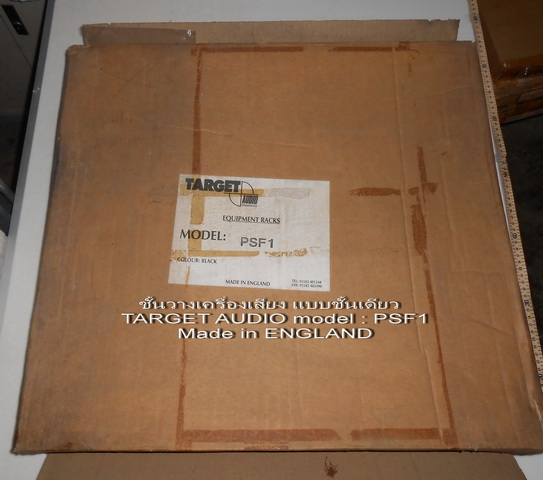 TARGET
AUDIO
EQUIPMENT RACKS
MODEL: PSF1
COLOUR: BLACK
MADE IN ENGLAND
ชั้นวางเครื่องเสียง แบบชั้นเดียว
TARGET AUDIO model : PSF1
Made in ENGLAND